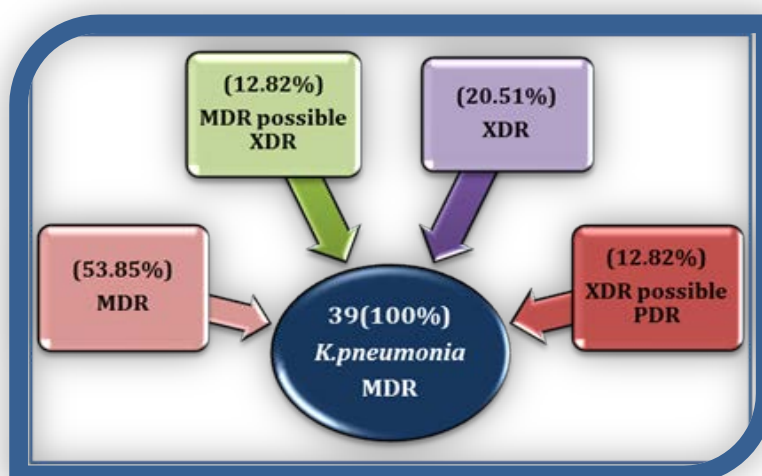 (12.82%)
MDR possible
XDR
(20.51%)
XDR
(53.85%)
MDR
(12.82%)
XDR possible
PDR
39(100%)
K.pneumonia
MDR